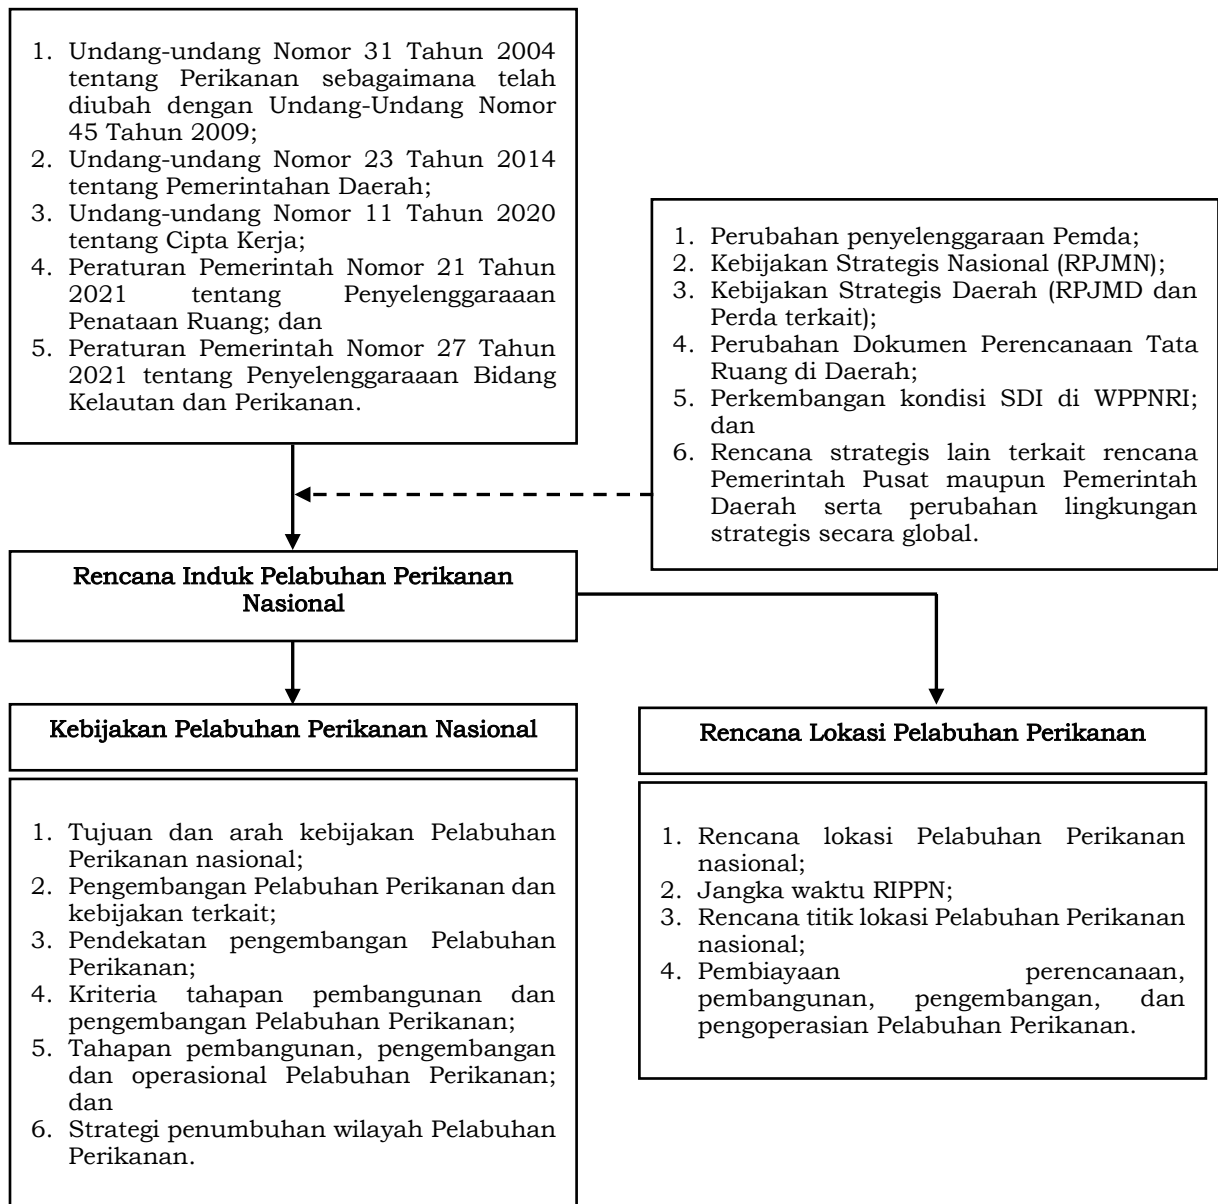 1. Undang-undang Nomor 31 Tahun 2004
tentang Perikanan sebagaimana telah
diubah dengan Undang-Undang Nomor
45 Tahun 2009;
2. Undang-undang Nomor 23 Tahun 2014
tentang Pemerintahan Daerah;
3. Undang-undang Nomor 11 Tahun 2020
tentang Cipta Kerja;
4. Peraturan Pemerintah Nomor 21 Tahun
2021 tentang Penyelenggaraaan
Penataan Ruang; dan
5. Peraturan Pemerintah Nomor 27 Tahun
2021 tentang Penyelenggaraaan Bidang
Kelautan dan Perikanan.
1. Perubahan penyelenggaraan Pemda;
2. Kebijakan Strategis Nasional (RPJMN);
3. Kebijakan Strategis Daerah (RPJMD dan
Perda terkait);
4. Perubahan Dokumen Perencanaan Tata
Ruang di Daerah;
5. Perkembangan kondisi SDI di WPPNRI;
dan
6. Rencana strategis lain terkait rencana
Pemerintah Pusat maupun Pemerintah
Daerah serta perubahan lingkungan
strategis secara global.
Rencana Induk Pelabuhan Perikanan
Nasional
Kebijakan Pelabuhan Perikanan Nasional
1. Tujuan dan arah kebijakan Pelabuhan
Perikanan nasional;
2. Pengembangan Pelabuhan Perikanan dan
kebijakan terkait;
3. Pendekatan pengembangan Pelabuhan
Perikanan;
4. Kriteria tahapan pembangunan dan
pengembangan Pelabuhan Perikanan;
5. Tahapan pembangunan, pengembangan
dan operasional Pelabuhan Perikanan;
dan
6. Strategi penumbuhan wilayah Pelabuhan
Perikanan.
Rencana Lokasi Pelabuhan Perikanan
1. Rencana lokasi Pelabuhan Perikanan
nasional;
2. Jangka waktu RIPPN;
3. Rencana titik lokasi Pelabuhan Perikanan
nasional;
4. Pembiayaan perencanaan,
pembangunan, pengembangan, dan
pengoperasian Pelabuhan Perikanan.